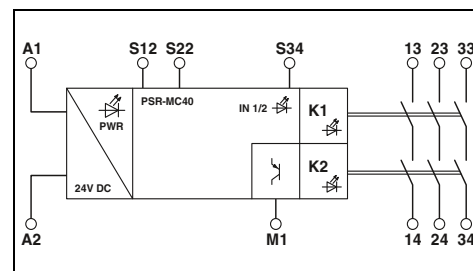 A1 S12 S22 S34 13 23 33
PSR-MC40 IN 1/2 K1
PWR
K2
24V DC
A2 M1 14 24 34